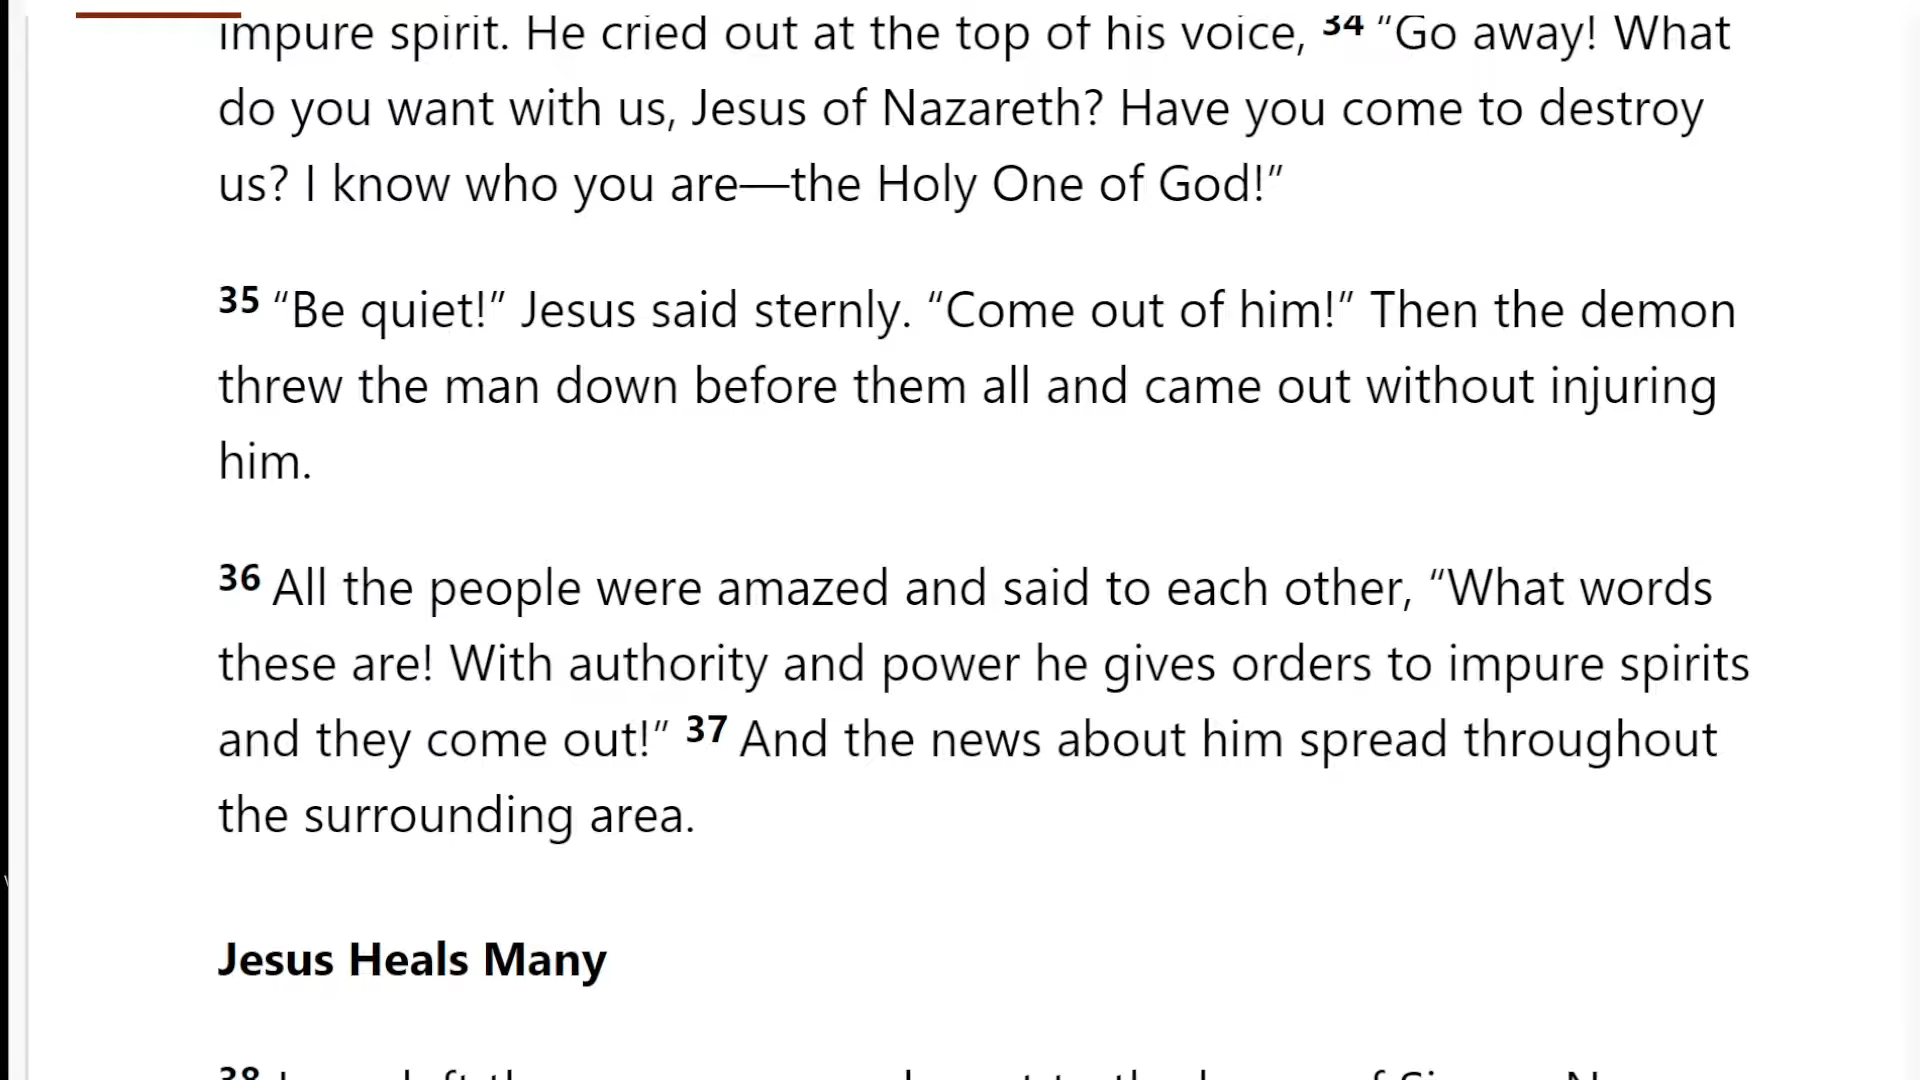 impure spirit. He cried out at the top of his voice, 34 “Go away! What
do you want with us, Jesus of Nazareth? Have you come to destroy
us? I know who you are—the Holy One of God!”
35 “Be quiet!” Jesus said sternly. “Come out of him!” Then the demon
threw the man down before them all and came out without injuring
him.
36 All the people were amazed and said to each other, “What words
these are! With authority and power he gives orders to impure spirits
and they come out!” 37 And the news about him spread throughout
the surrounding area.
Jesus Heals Many
38